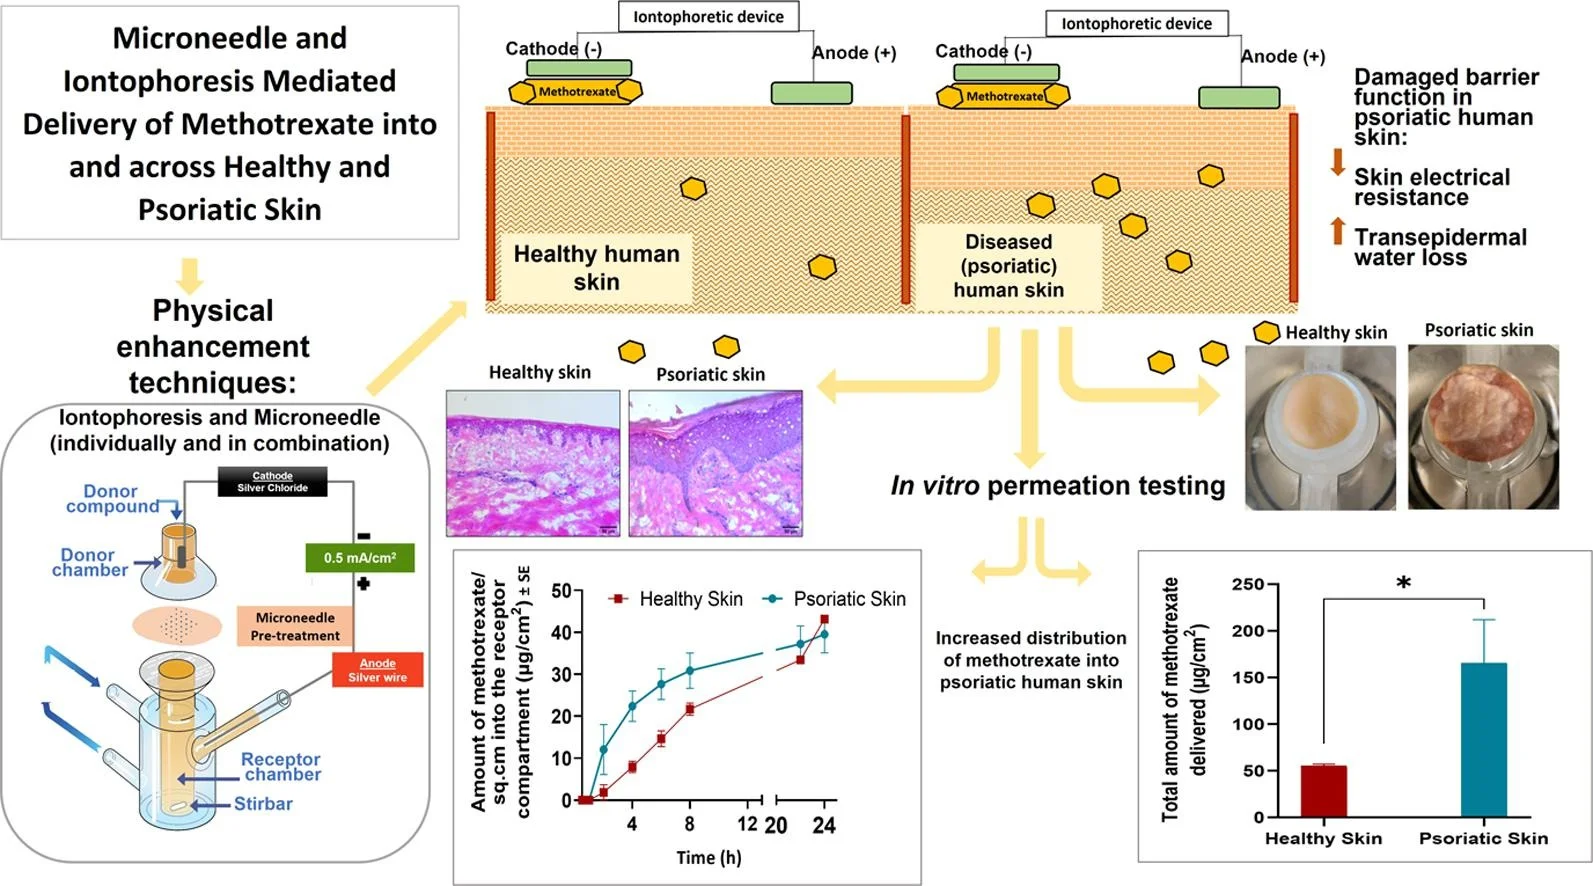 Microneedle and
Iontophoresis Mediated
Delivery of Methotrexate into
and across Healthy and
Psoriatic Skin
Physical
enhancement
techniques:
Iontophoresis and Microneedle
(individually and in combination)
Cathode
Silver Chloride
Donor
compound
Donor
chamber
0.5 mA/cm²
Microneedle
Pre-treatment
Anode
Silver wire
Receptor
chamber
Stirbar
Iontophoretic device
Cathode (-)
Anode (+)
Methotrexate
Healthy human
skin
Iontophoretic device
Cathode (-)
Anode (+)
Methotrexate
Diseased
(psoriatic)
human skin
Damaged barrier
function in
psoriatic human
skin:
Skin electrical
resistance
Transepidermal
water loss
Healthy skin
Psoriatic skin
Healthy skin
Psoriatic skin
In vitro permeation testing
Increased distribution
of methotrexate into
psoriatic human skin
Amount of methotrexate/
sq.cm into the receptor
compartment (µg/cm²) ± SE
50
40
30
20
10
0
Healthy Skin
Psoriatic Skin
4
8
12
20
24
Time (h)
Total amount of methotrexate
delivered (µg/cm²)
250
200
150
100
50
0
*
Healthy Skin
Psoriatic Skin